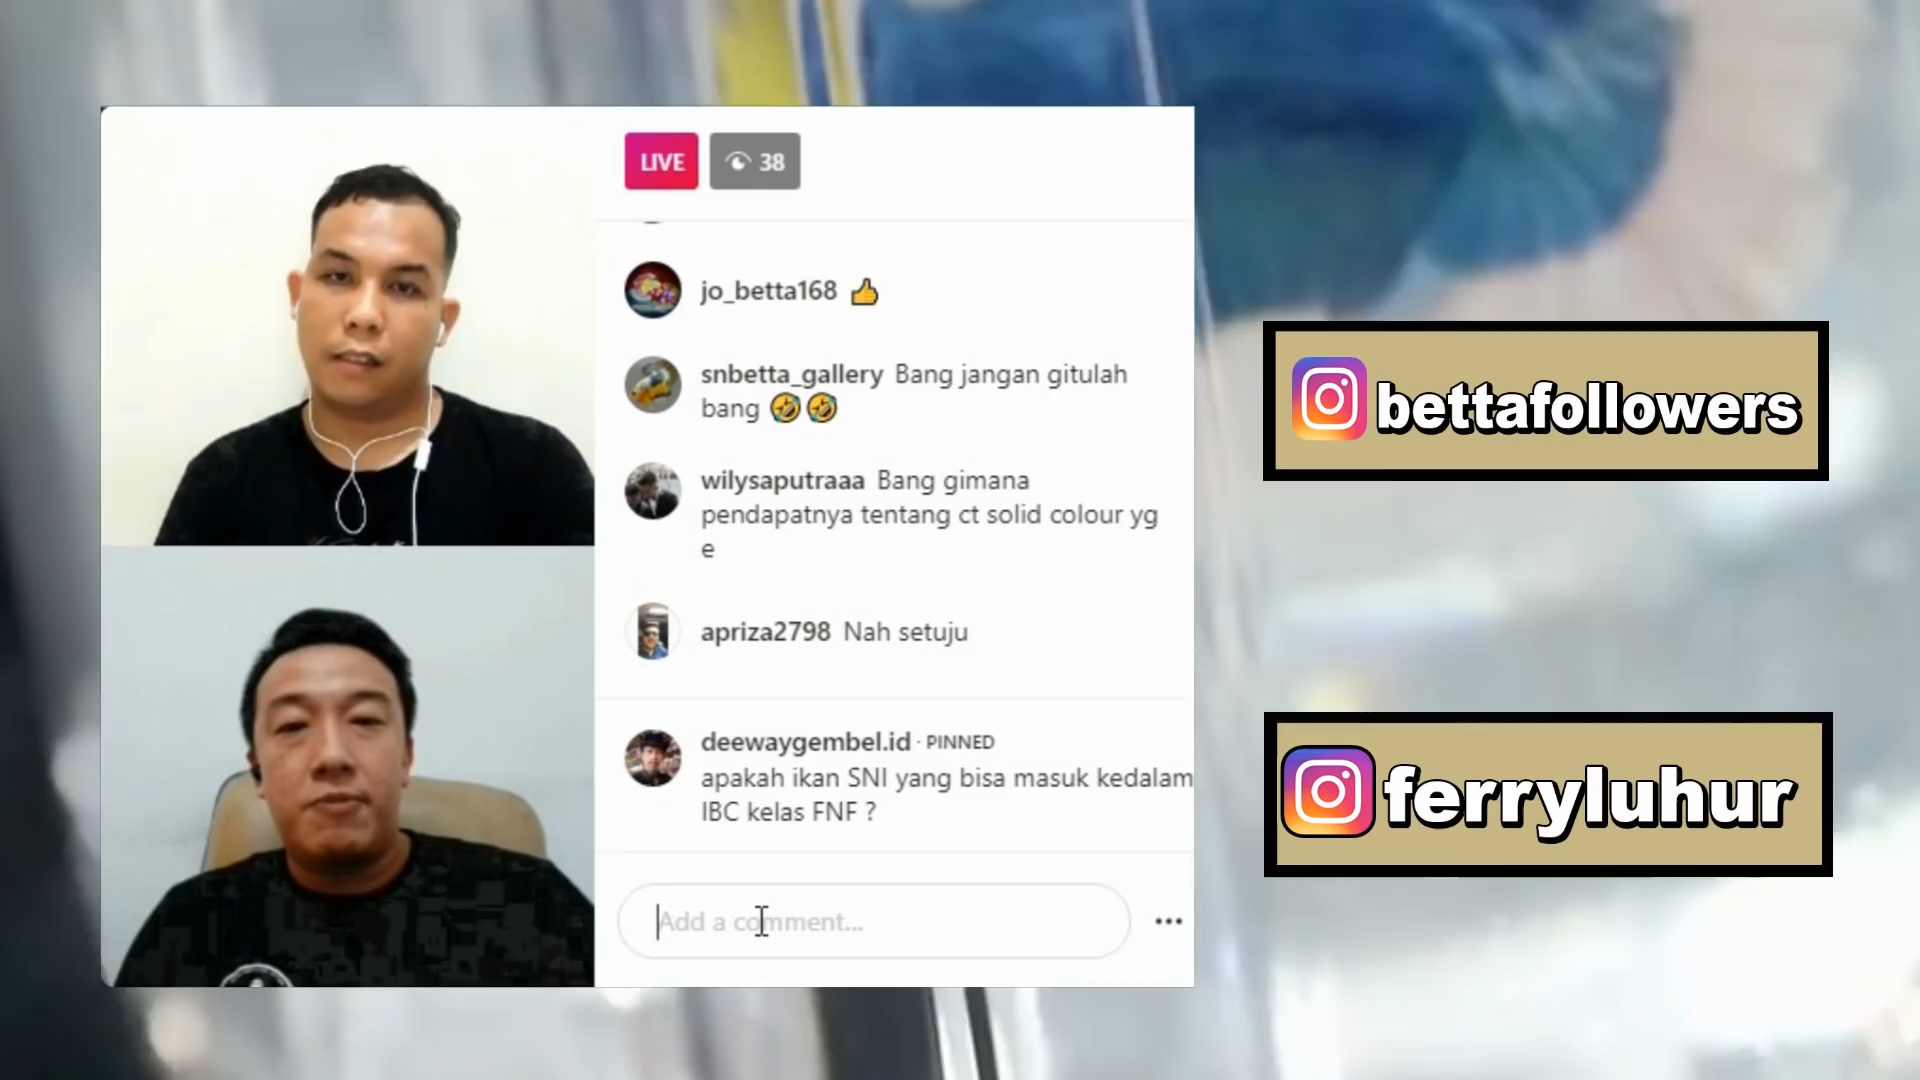 LIVE 38
jo_betta168 👍
snbetta_gallery Bang jangan gitulah
bang 🤣🤣
wilysaputraaa Bang gimana
pendapatnya tentang ct solid colour yg
e
apriza2798 Nah setuju
deewaygembel.id · PINNED
apakah ikan SNI yang bisa masuk kedalam
IBC kelas FNF ?
Add a comment...
bettafollowers
ferryluhur